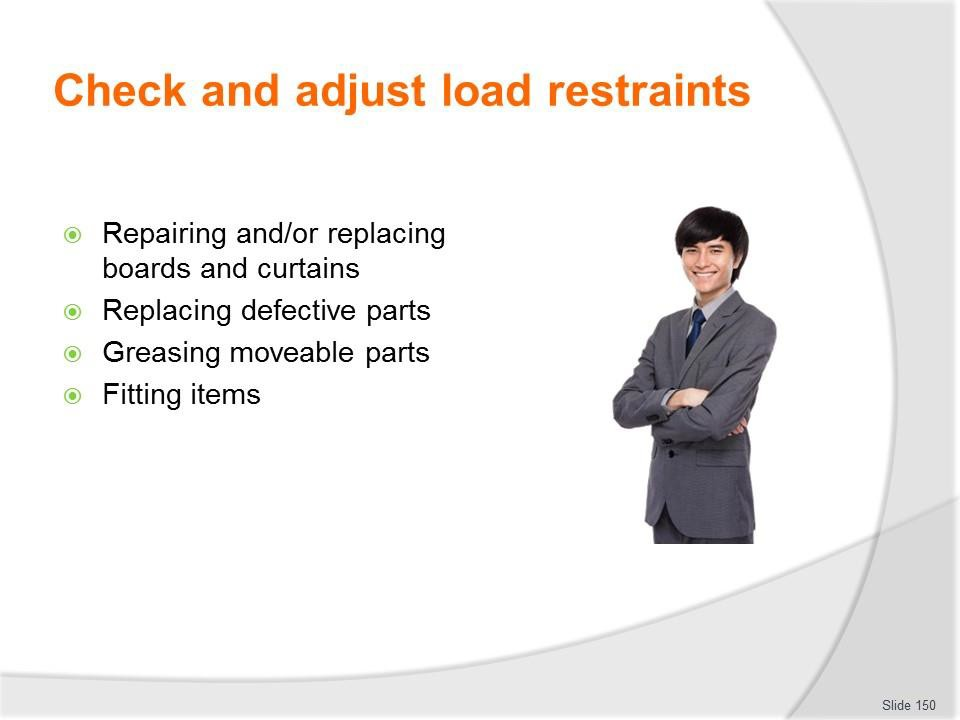 Check and adjust load restraints
Repairing and/or replacing
boards and curtains
Replacing defective parts
Greasing moveable parts
Fitting items
Slide 150